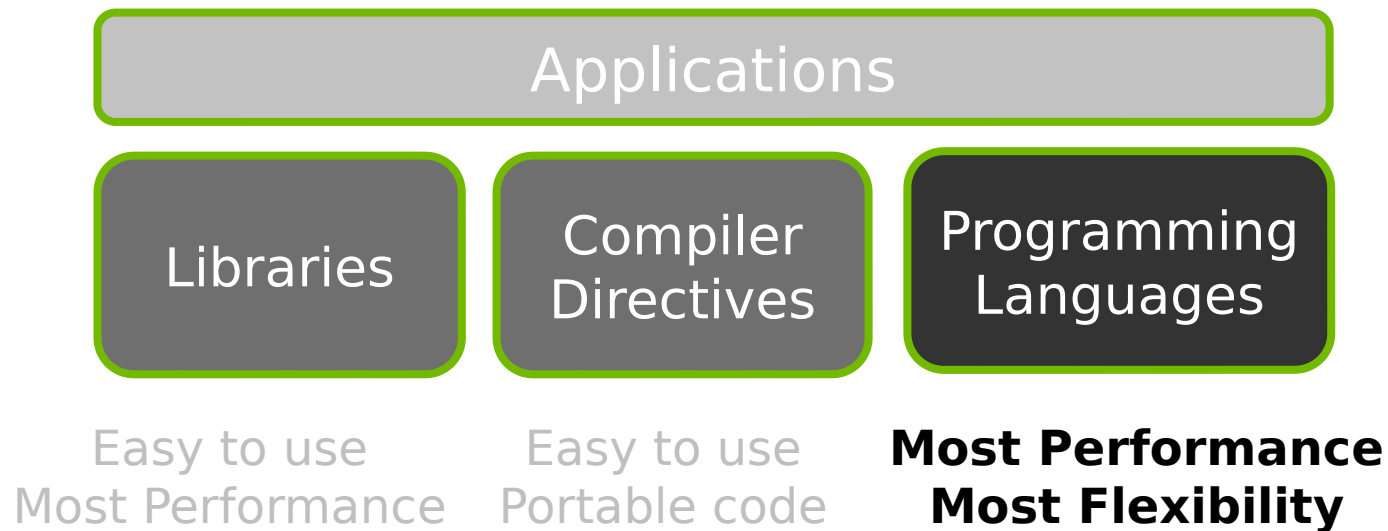 Applications
Libraries
Compiler
Directives
Programming
Languages
Easy to use
Most Performance
Easy to use
Portable code
Most Performance
Most Flexibility